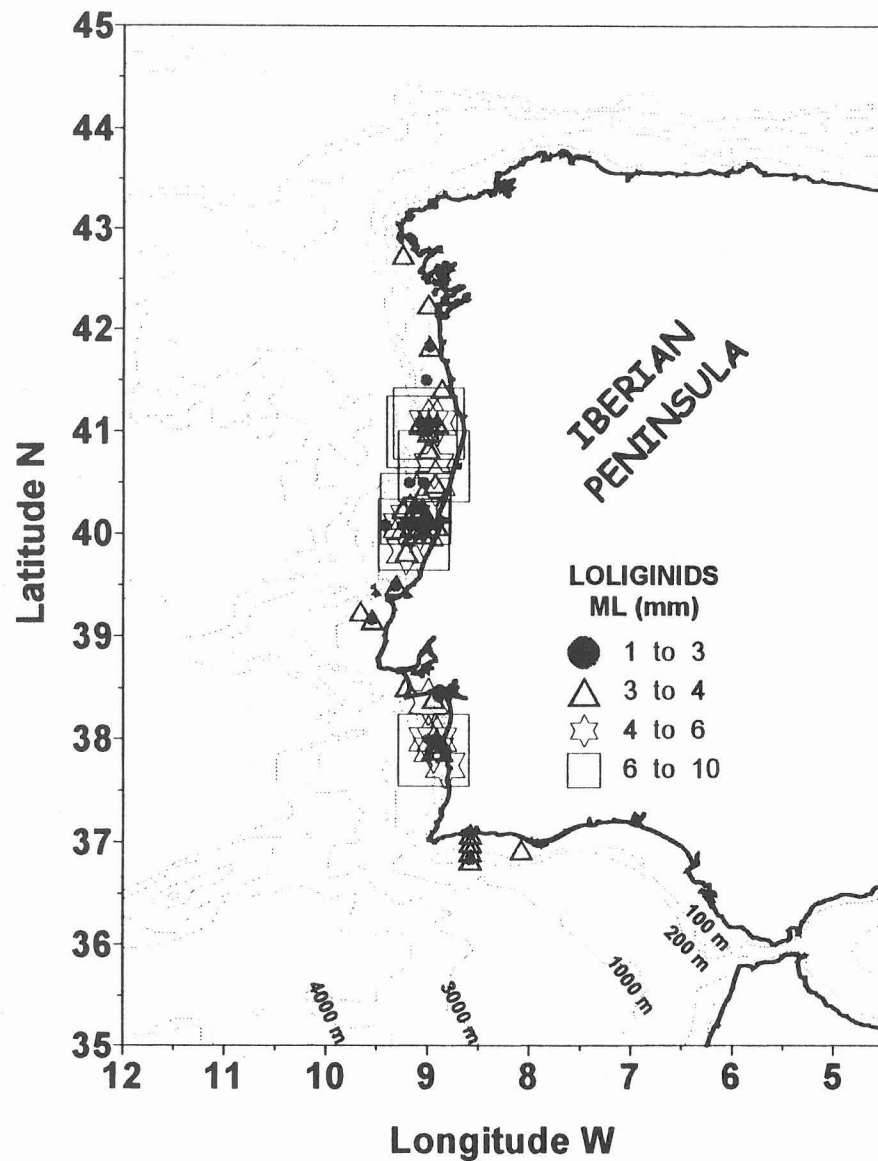 45
44
43
42
41
40
39
38
37
36
35
Latitude N
IBERIAN
PENINSULA
LOLIGINIDS
ML (mm)
1 to 3
3 to 4
4 to 6
6 to 10
100 m
200 m
1000 m
3000 m
4000 m
12 11 10 9 8 7 6 5
Longitude W